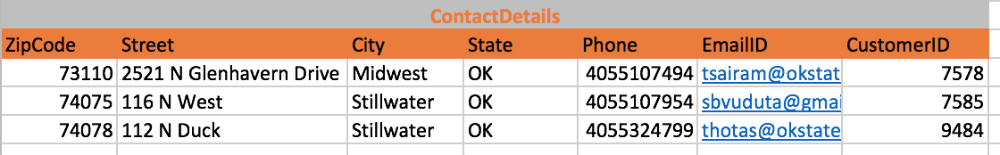 ContactDetails
ZipCode Street City State Phone EmailID CustomerID
73110 2521 N Glenhavern Drive Midwest OK 4055107494 tsairam@okstat 7578
74075 116 N West Stillwater OK 4055107954 sbvuduta@gmai 7585
74078 112 N Duck Stillwater OK 4055324799 thotas@okstate 9484